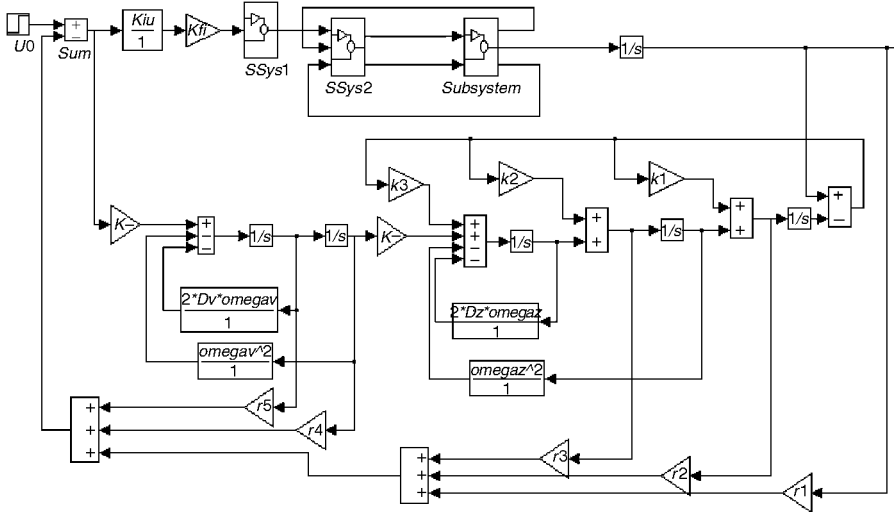 U0
+
−
Sum
Kiu
1
Kfi
SSys1
SSys2
Subsystem
1/s
k3
k2
k1
K−
+
−
−
1/s
1/s
K−
+
+
−
−
1/s
+
+
1/s
+
+
1/s
+
−
2*Dv*omegav
1
omegav^2
1
2*Dz*omegaz
1
omegaz^2
1
r5
r4
+
+
+
r3
r2
r1
+
+
+